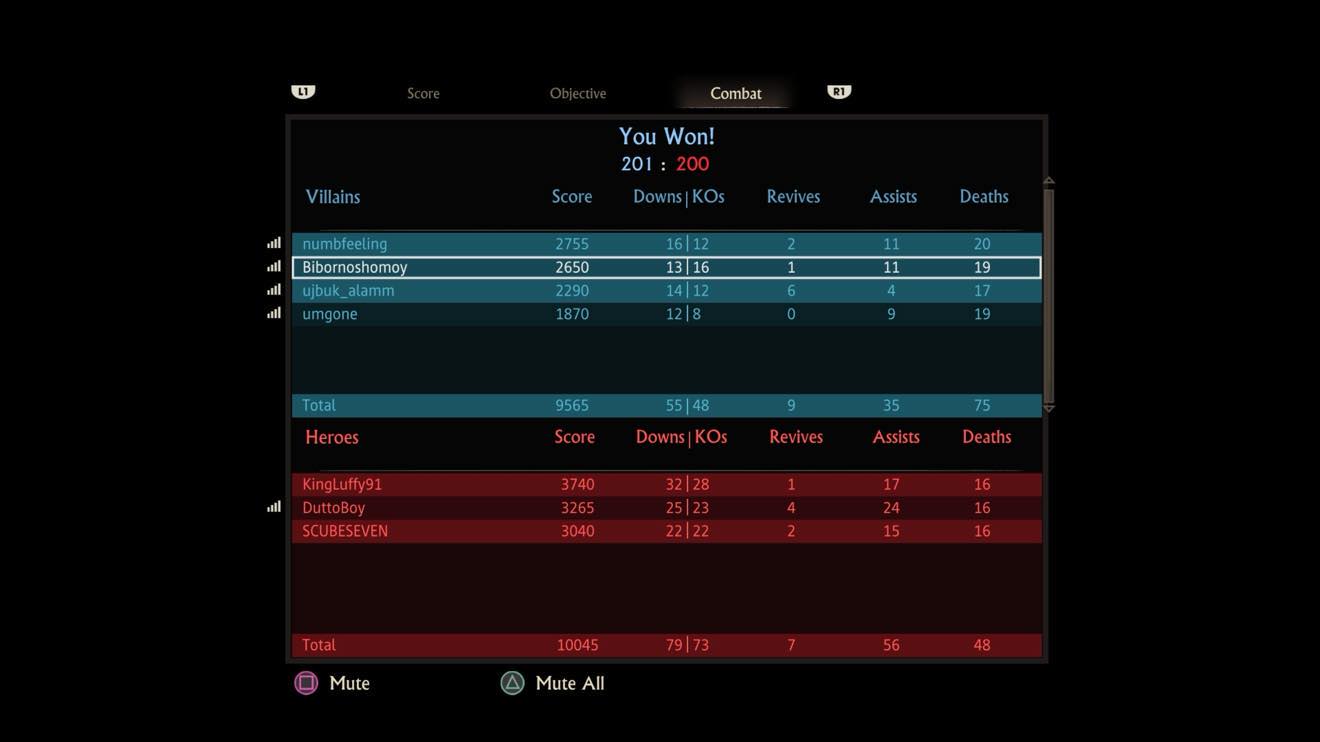 L1 Score Objective Combat R1
You Won!
201 : 200
Villains Score Downs|KOs Revives Assists Deaths
numbfeeling 2755 16|12 2 11 20
Bibornoshomoy 2650 13|16 1 11 19
ujbuk_alamm 2290 14|12 6 4 17
umgone 1870 12|8 0 9 19
Total 9565 55|48 9 35 75
Heroes Score Downs|KOs Revives Assists Deaths
KingLuffy91 3740 32|28 1 17 16
DuttoBoy 3265 25|23 4 24 16
SCUBESEVEN 3040 22|22 2 15 16
Total 10045 79|73 7 56 48
Mute Mute All